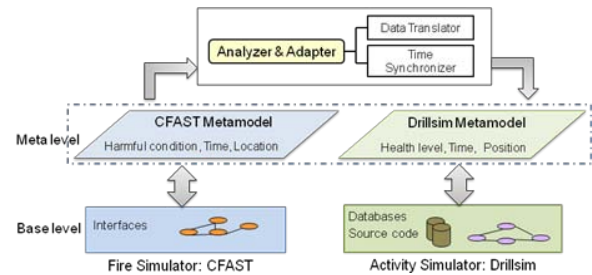 Data Translator
Analyzer & Adapter
Time
Synchronizer
CFAST Metamodel
Drillsim Metamodel
Meta level
Harmful condition, Time, Location
Health level, Time, Position
Base level
Interfaces
Databases
Source code
Fire Simulator: CFAST
Activity Simulator: Drillsim